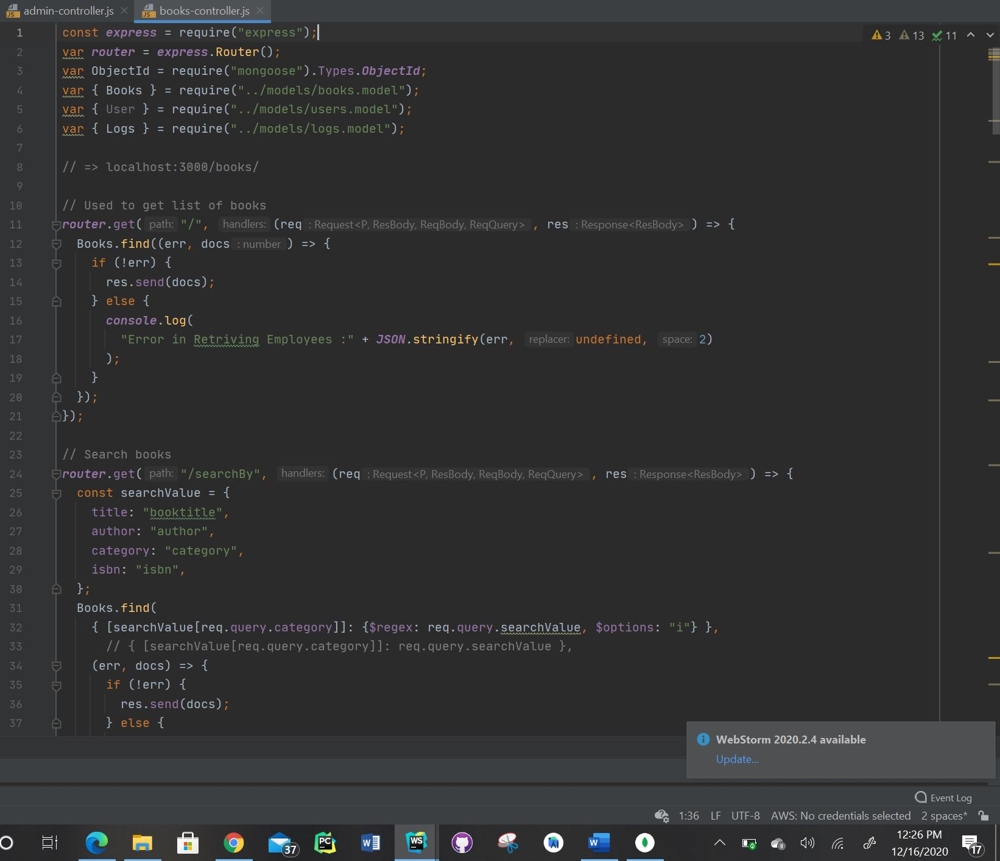 admin-controller.js
books-controller.js
1 const express = require("express");
3 13 11
2 var router = express.Router();
3 var ObjectId = require("mongoose").Types.ObjectId;
4 var { Books } = require("../models/books.model");
5 var { User } = require("../models/users.model");
6 var { Logs } = require("../models/logs.model");
7
8 // => localhost:3000/books/
9
10 // Used to get list of books
11 router.get( path: "/", handlers: (req : Request<P, ResBody, ReqBody, ReqQuery> , res : Response<ResBody> ) => {
12 Books.find((err, docs : number ) => {
13 if (!err) {
14 res.send(docs);
15 } else {
16 console.log(
17 "Error in Retriving Employees :" + JSON.stringify(err, replacer: undefined, space: 2)
18 );
19 }
20 });
21 });
22
23 // Search books
24 router.get( path: "/searchBy", handlers: (req : Request<P, ResBody, ReqBody, ReqQuery> , res : Response<ResBody> ) => {
25 const searchValue = {
26 title: "booktitle",
27 author: "author",
28 category: "category",
29 isbn: "isbn",
30 };
31 Books.find(
32 { [searchValue[req.query.category]]: {$regex: req.query.searchValue, $options: "i"} },
33 // { [searchValue[req.query.category]]: req.query.searchValue },
34 (err, docs) => {
35 if (!err) {
36 res.send(docs);
37 } else {
WebStorm 2020.2.4 available
Update...
Event Log
1:36 LF UTF-8 AWS: No credentials selected 2 spaces*
37 PC W WS W 12:26 PM
12/16/2020 17